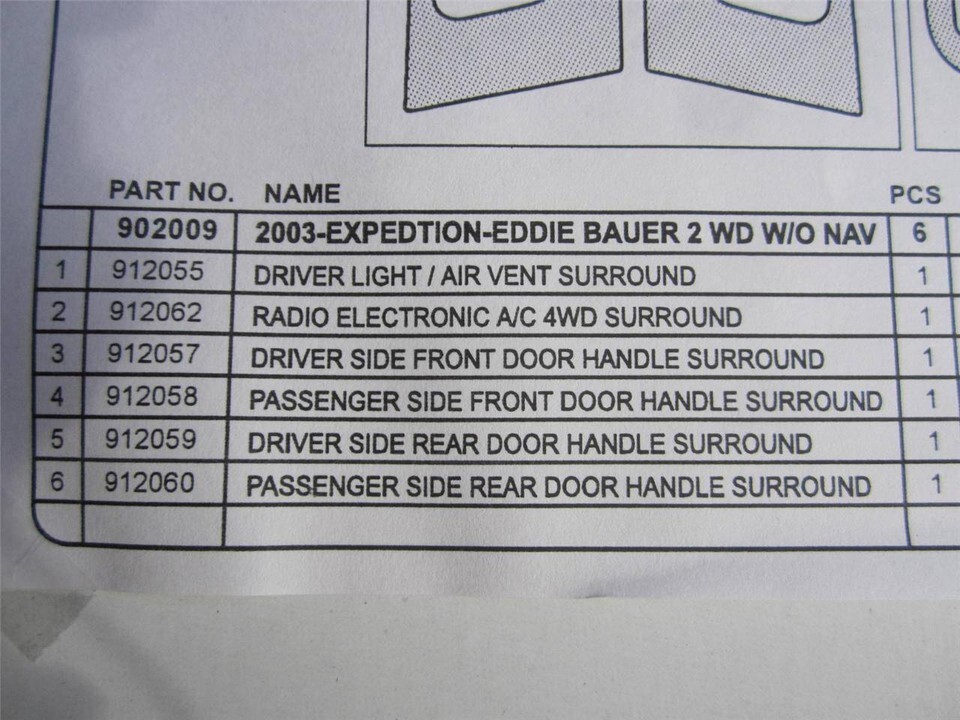 PART NO. NAME PCS
902009 2003-EXPEDTION-EDDIE BAUER 2 WD W/O NAV 6
1 912055 DRIVER LIGHT / AIR VENT SURROUND 1
2 912062 RADIO ELECTRONIC A/C 4WD SURROUND 1
3 912057 DRIVER SIDE FRONT DOOR HANDLE SURROUND 1
4 912058 PASSENGER SIDE FRONT DOOR HANDLE SURROUND 1
5 912059 DRIVER SIDE REAR DOOR HANDLE SURROUND 1
6 912060 PASSENGER SIDE REAR DOOR HANDLE SURROUND 1